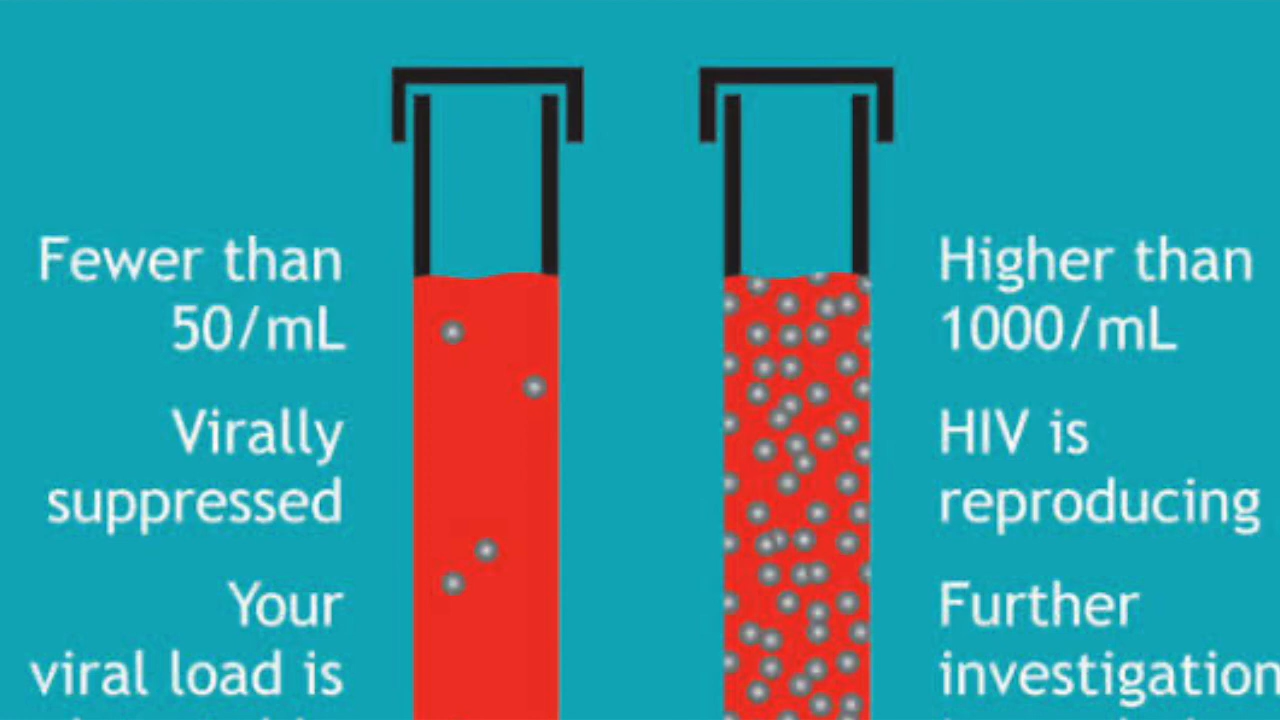 Fewer than
50/mL
Virally
suppressed
Your
viral load is
Higher than
1000/mL
HIV is
reproducing
Further
investigation